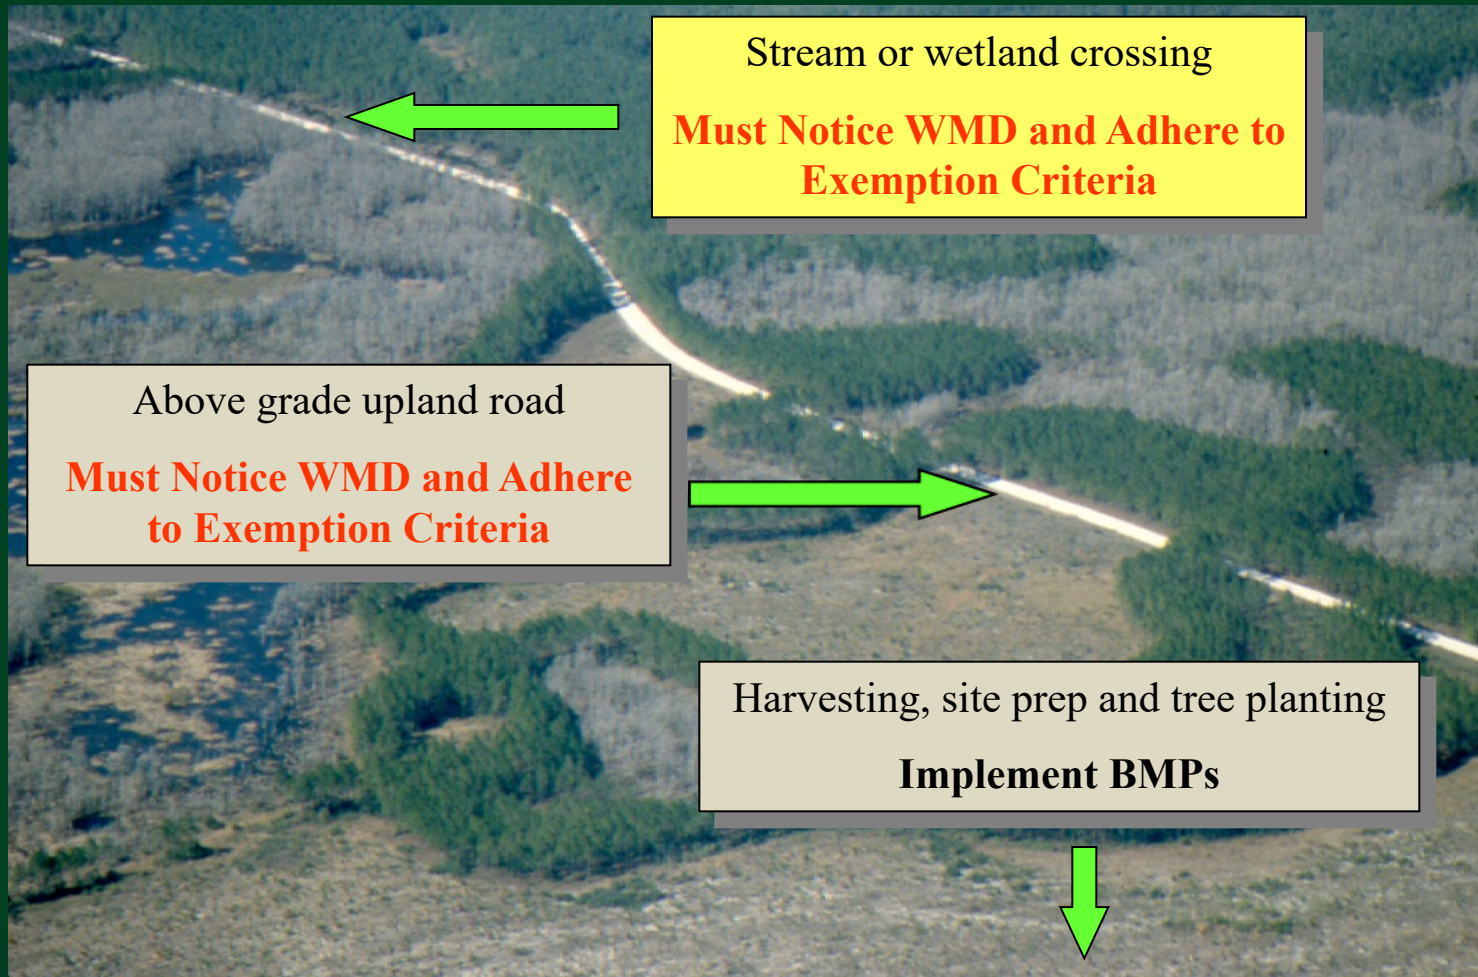 Stream or wetland crossing
Must Notice WMD and Adhere to
Exemption Criteria
Above grade upland road
Must Notice WMD and Adhere
to Exemption Criteria
Harvesting, site prep and tree planting
Implement BMPs